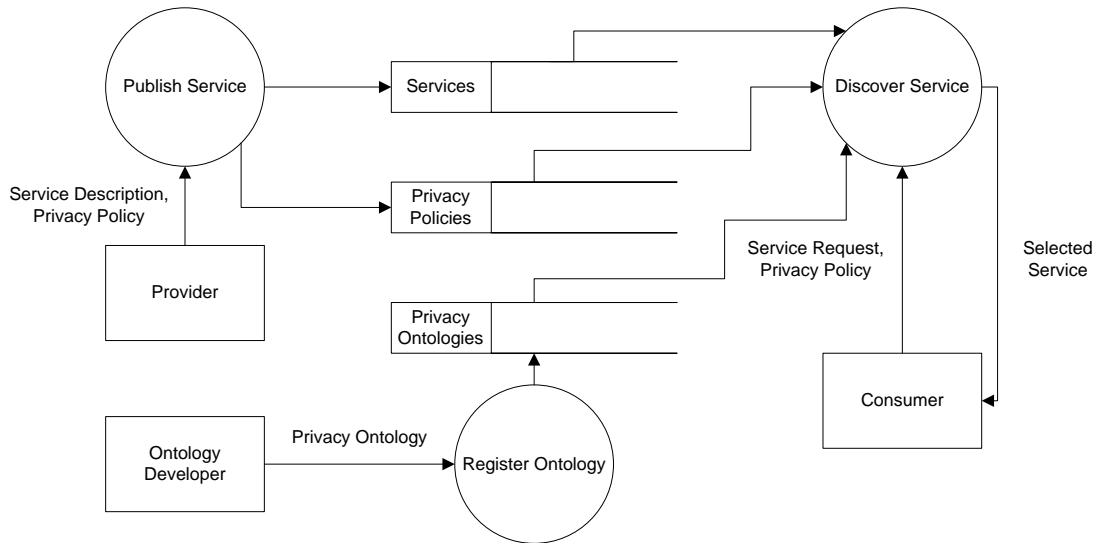 Publish Service
Services
Discover Service
Service Description,
Privacy Policy
Privacy
Policies
Provider
Service Request,
Privacy Policy
Selected
Service
Privacy
Ontologies
Consumer
Ontology
Developer
Privacy Ontology
Register Ontology